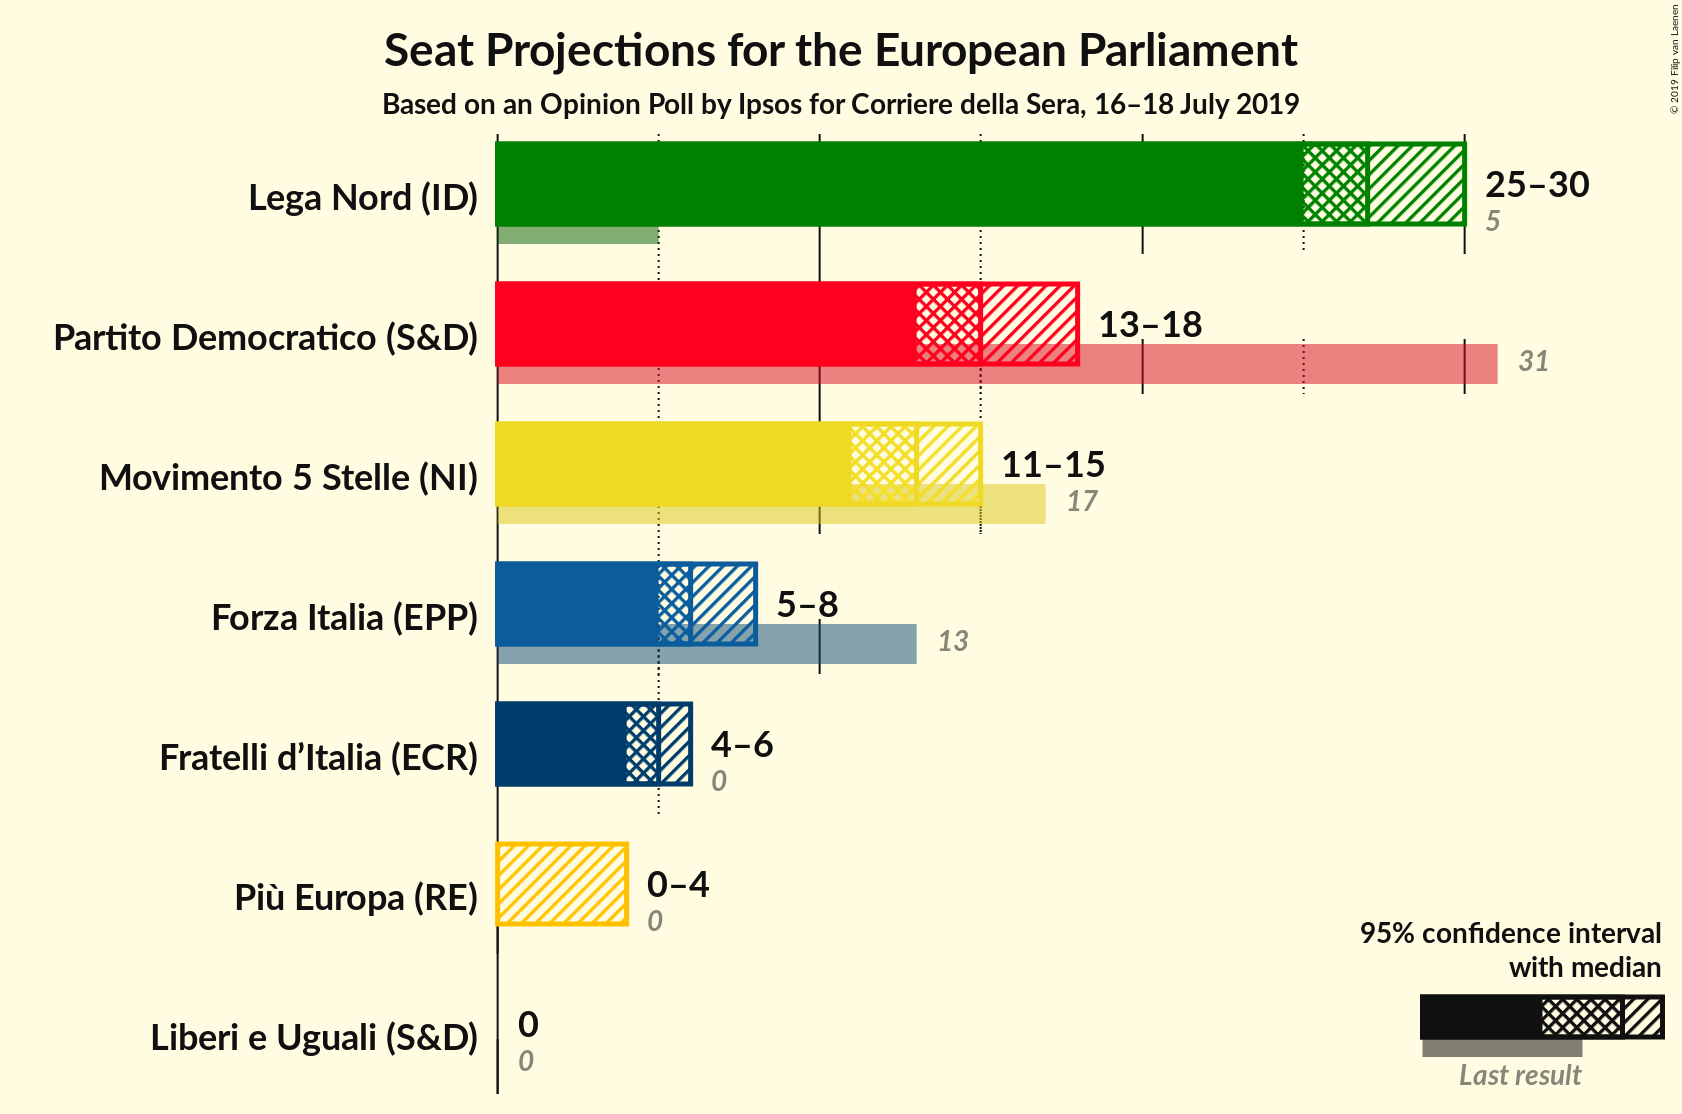 Seat Projections for the European Parliament
Based on an Opinion Poll by Ipsos for Corriere della Sera, 16–18 July 2019
© 2019 Filip van Laenen
Lega Nord (ID)
25–30
5
Partito Democratico (S&D)
13–18
31
Movimento 5 Stelle (NI)
11–15
17
Forza Italia (EPP)
5–8
13
Fratelli d’Italia (ECR)
4–6
0
Più Europa (RE)
0–4
0
Liberi e Uguali (S&D)
0
0
95% confidence interval
with median
Last result